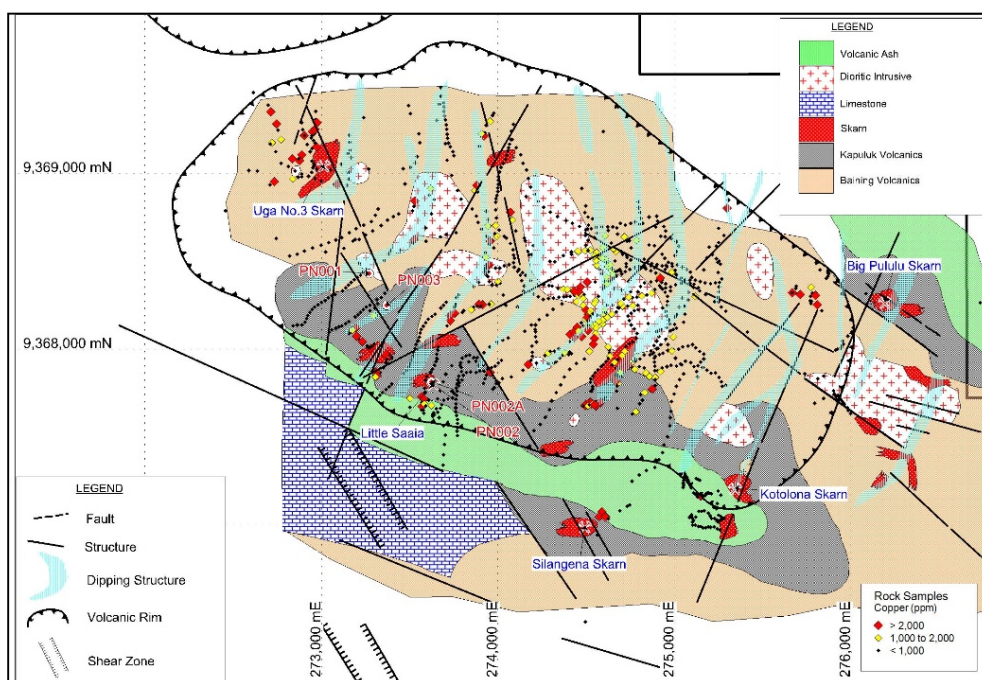 LEGEND
Volcanic Ash
Dioritic Intrusive
Limestone
Skarn
Kapuluk Volcanics
Baining Volcanics
9,369,000 mN
Uga No.3 Skarn
Big Pululu Skarn
PN001
PN003
9,368,000 mN
PN002A
Little Saaia
PN002
Kotolona Skarn
Silangena Skarn
LEGEND
Fault
Structure
Dipping Structure
Volcanic Rim
Shear Zone
273,000 mE
274,000 mE
275,000 mE
276,000 mE
Rock Samples
Copper (ppm)
> 2,000
1,000 to 2,000
< 1,000